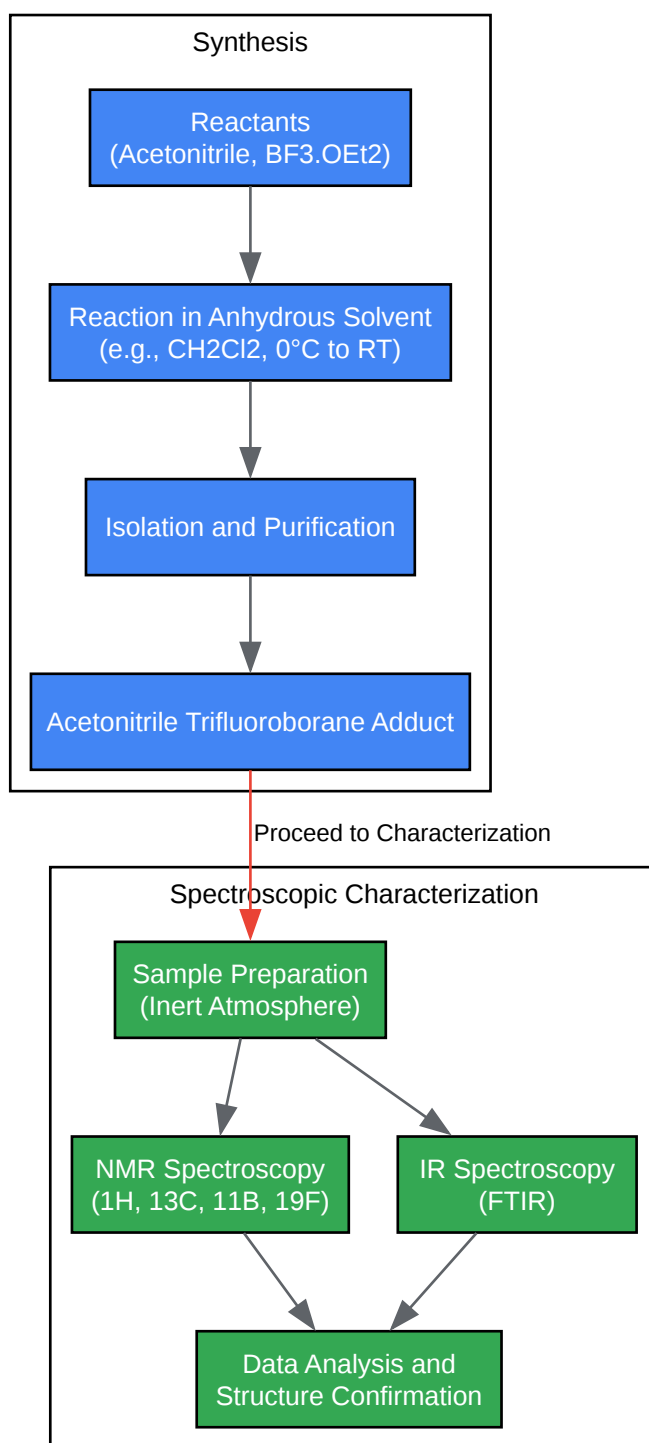 Synthesis
Reactants
(Acetonitrile, BF3.OEt2)
Reaction in Anhydrous Solvent
(e.g., CH2Cl2, 0°C to RT)
Isolation and Purification
Acetonitrile Trifluoroborane Adduct
Proceed to Characterization
Spectroscopic Characterization
Sample Preparation
(Inert Atmosphere)
NMR Spectroscopy
(1H, 13C, 11B, 19F)
IR Spectroscopy
(FTIR)
Data Analysis and
Structure Confirmation